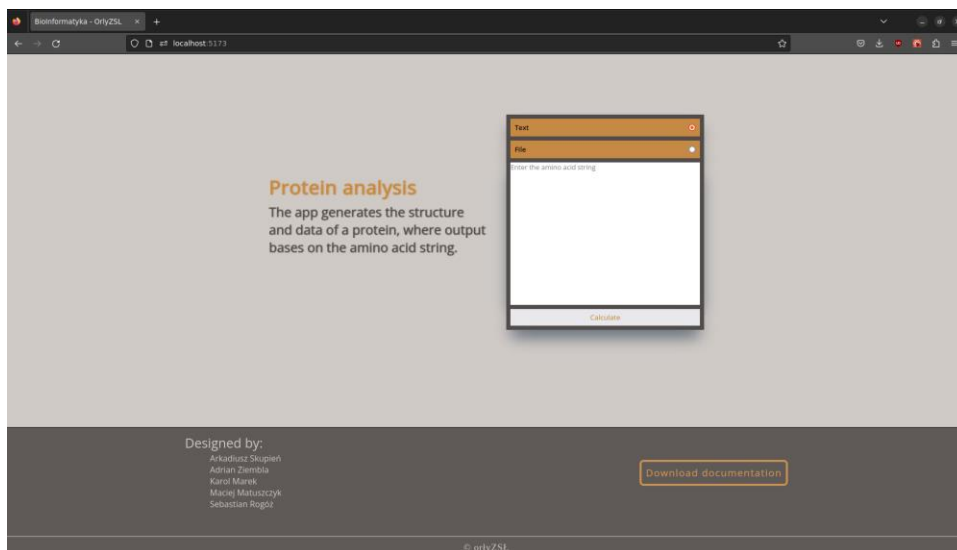 Bioinformatyka - OrlyZSL
localhost:5173
Text
File
Enter the amino acid string
Protein analysis
The app generates the structure
and data of a protein, where output
bases on the amino acid string.
Calculate
Designed by:
Arkadiusz Skupień
Adrian Ziembla
Karol Marek
Maciej Matuszczyk
Sebastian Rogóż
Download documentation
© orlyZSL